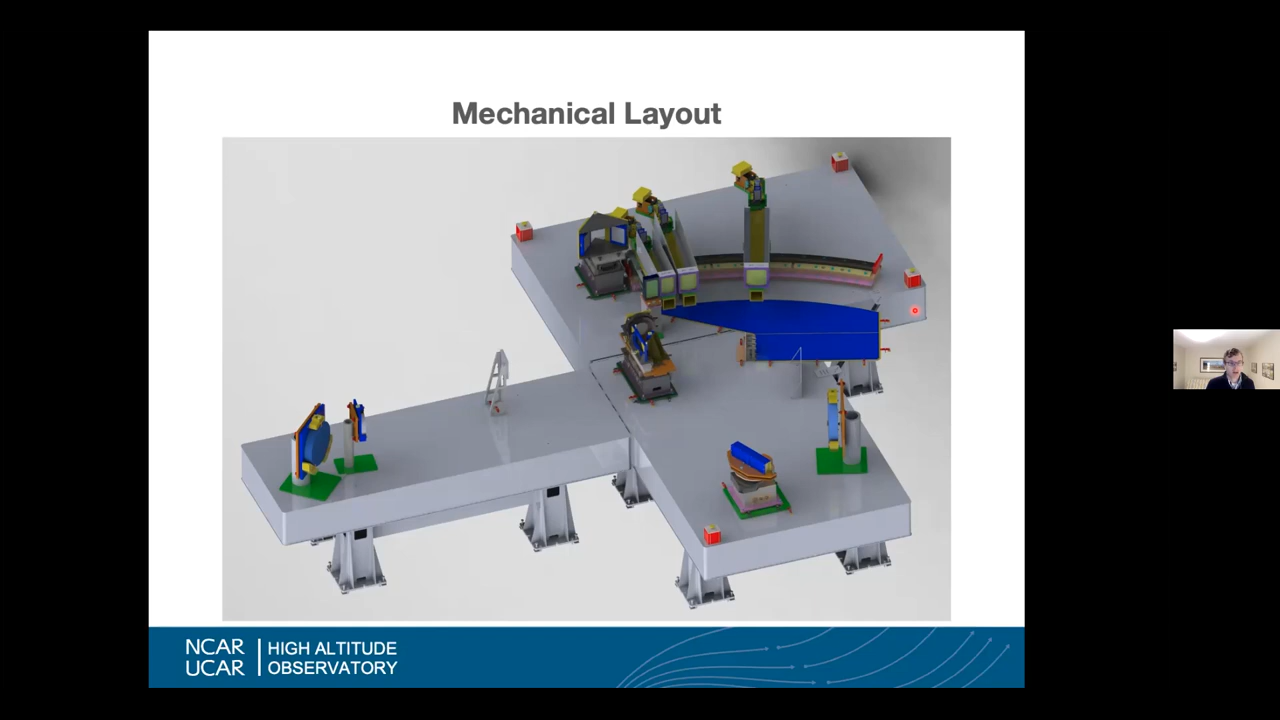 Mechanical Layout
NCAR
UCAR
HIGH ALTITUDE
OBSERVATORY